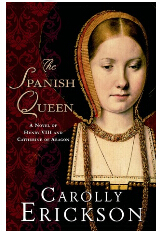 The
Spanish
Queen
A Novel of
Henry VIII and
Catherine of Aragon
Carolly
Erickson